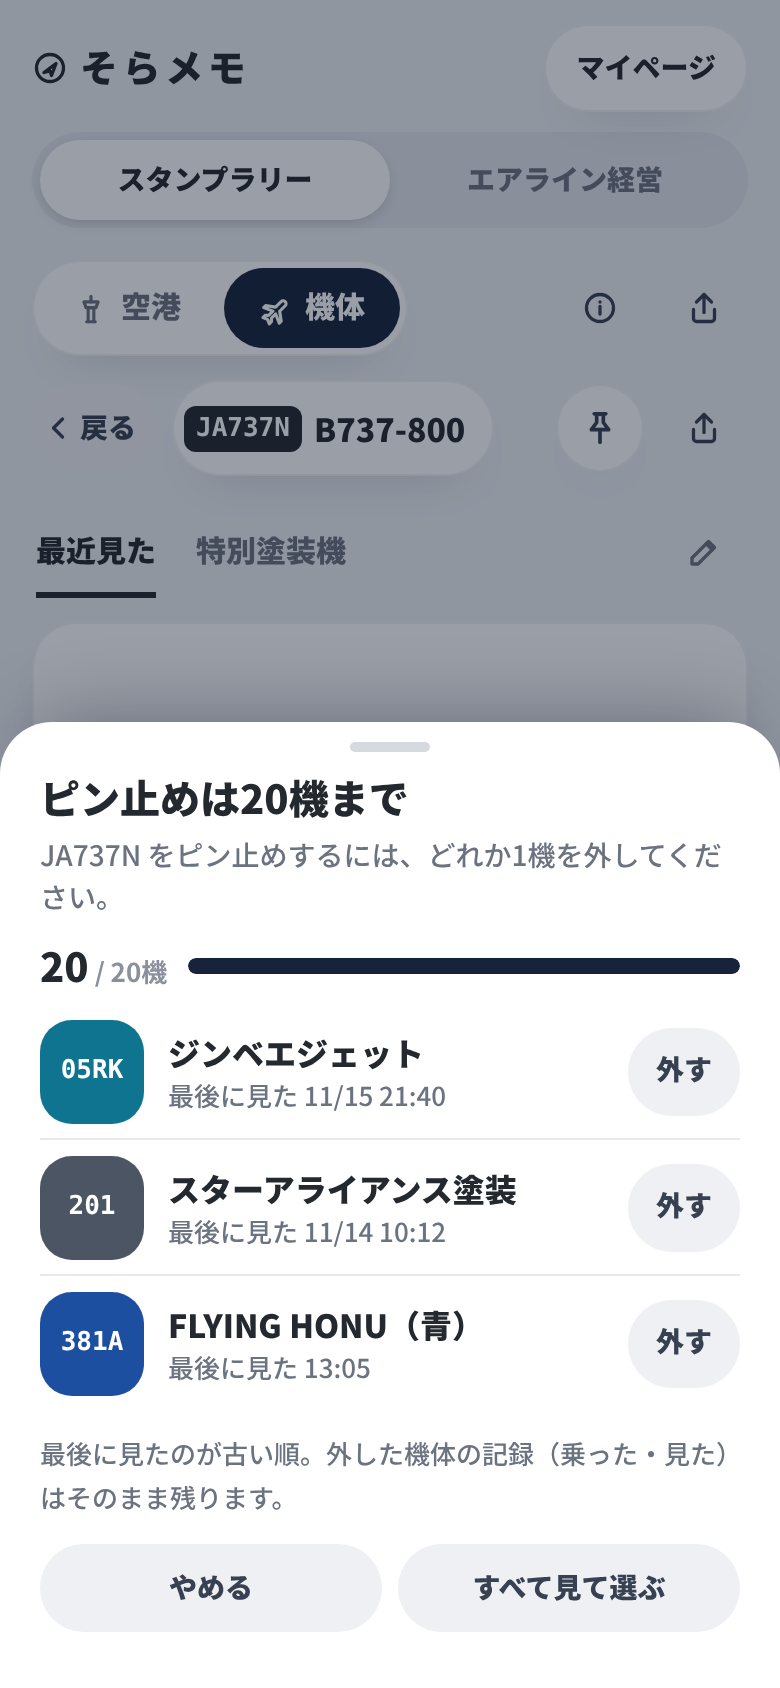 そらメモ
マイページ
スタンプラリー
エアライン経営
空港
機体
戻る
JA737N B737-800
最近見た
特別塗装機
ピン止めは20機まで
JA737N をピン止めするには、どれか1機を外してくだ
さい。
20 / 20機
05RK
ジンベエジェット
最後に見た 11/15 21:40
外す
201
スターアライアンス塗装
最後に見た 11/14 10:12
外す
381A
FLYING HONU（青）
最後に見た 13:05
外す
最後に見たのが古い順。外した機体の記録（乗った・見た）
はそのまま残ります。
やめる
すべて見て選ぶ